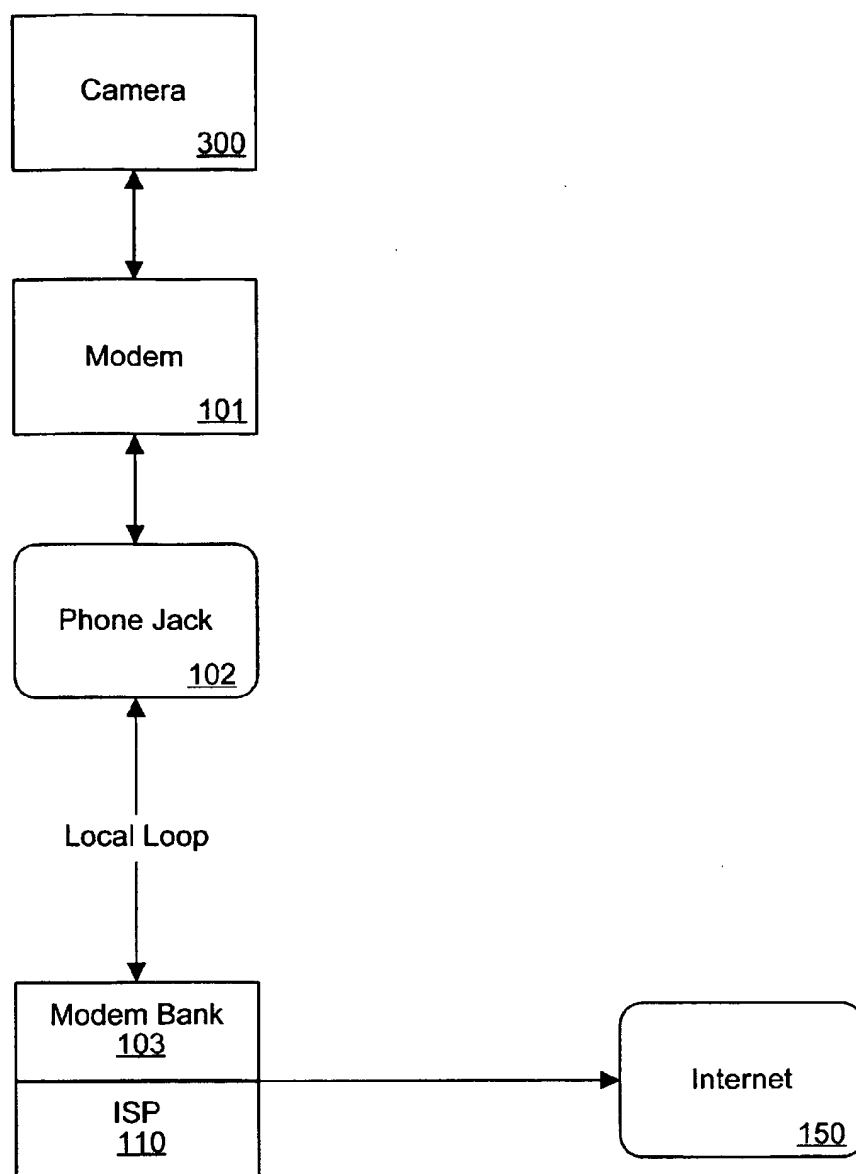 Camera
300
Modem
101
Phone Jack
102
Local Loop
Modem Bank
103
ISP
110
Internet
150